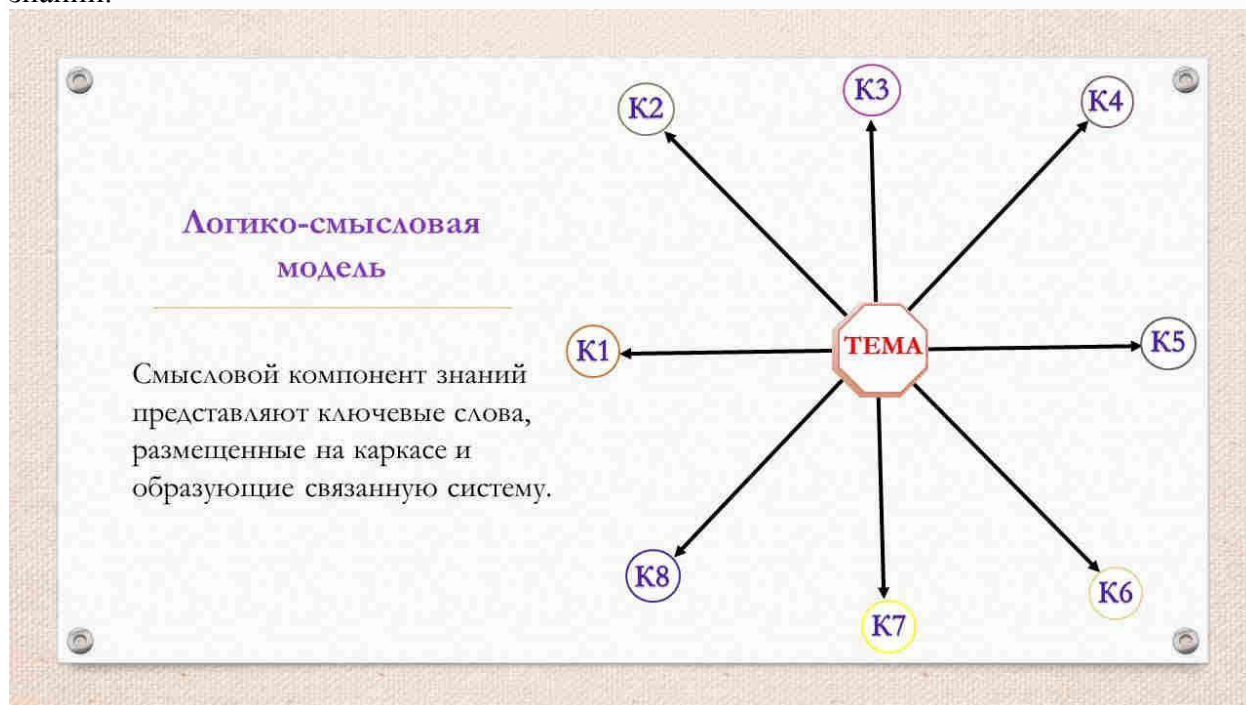 Логико-смысловая
модель
Смысловой компонент знаний
представляют ключевые слова,
размещенные на каркасе и
образующие связанную систему.
К2
К3
К4
К1
ТЕМА
К5
К8
К7
К6